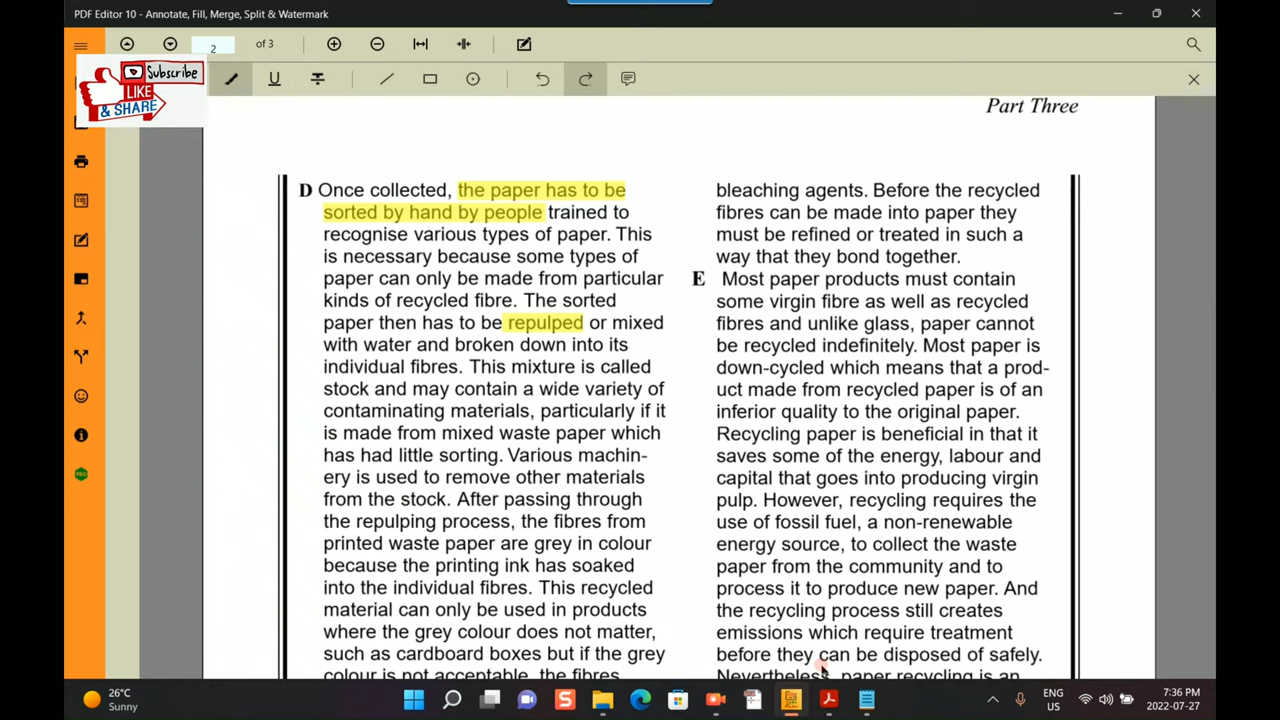 PDF Editor 10 - Annotate, Fill, Merge, Split & Watermark
2 of 3
Subscribe
LIKE
& SHARE
Part Three
D Once collected, the paper has to be
sorted by hand by people trained to
recognise various types of paper. This
is necessary because some types of
paper can only be made from particular
kinds of recycled fibre. The sorted
paper then has to be repulped or mixed
with water and broken down into its
individual fibres. This mixture is called
stock and may contain a wide variety of
contaminating materials, particularly if it
is made from mixed waste paper which
has had little sorting. Various machin-
ery is used to remove other materials
from the stock. After passing through
the repulping process, the fibres from
printed waste paper are grey in colour
because the printing ink has soaked
into the individual fibres. This recycled
material can only be used in products
where the grey colour does not matter,
such as cardboard boxes but if the grey
colour is not acceptable, the fibres
bleaching agents. Before the recycled
fibres can be made into paper they
must be refined or treated in such a
way that they bond together.
E Most paper products must contain
some virgin fibre as well as recycled
fibres and unlike glass, paper cannot
be recycled indefinitely. Most paper is
down-cycled which means that a prod-
uct made from recycled paper is of an
inferior quality to the original paper.
Recycling paper is beneficial in that it
saves some of the energy, labour and
capital that goes into producing virgin
pulp. However, recycling requires the
use of fossil fuel, a non-renewable
energy source, to collect the waste
paper from the community and to
process it to produce new paper. And
the recycling process still creates
emissions which require treatment
before they can be disposed of safely.
Nevertheless, paper recycling is an
26°C
Sunny
ENG
US
7:36 PM
2022-07-27